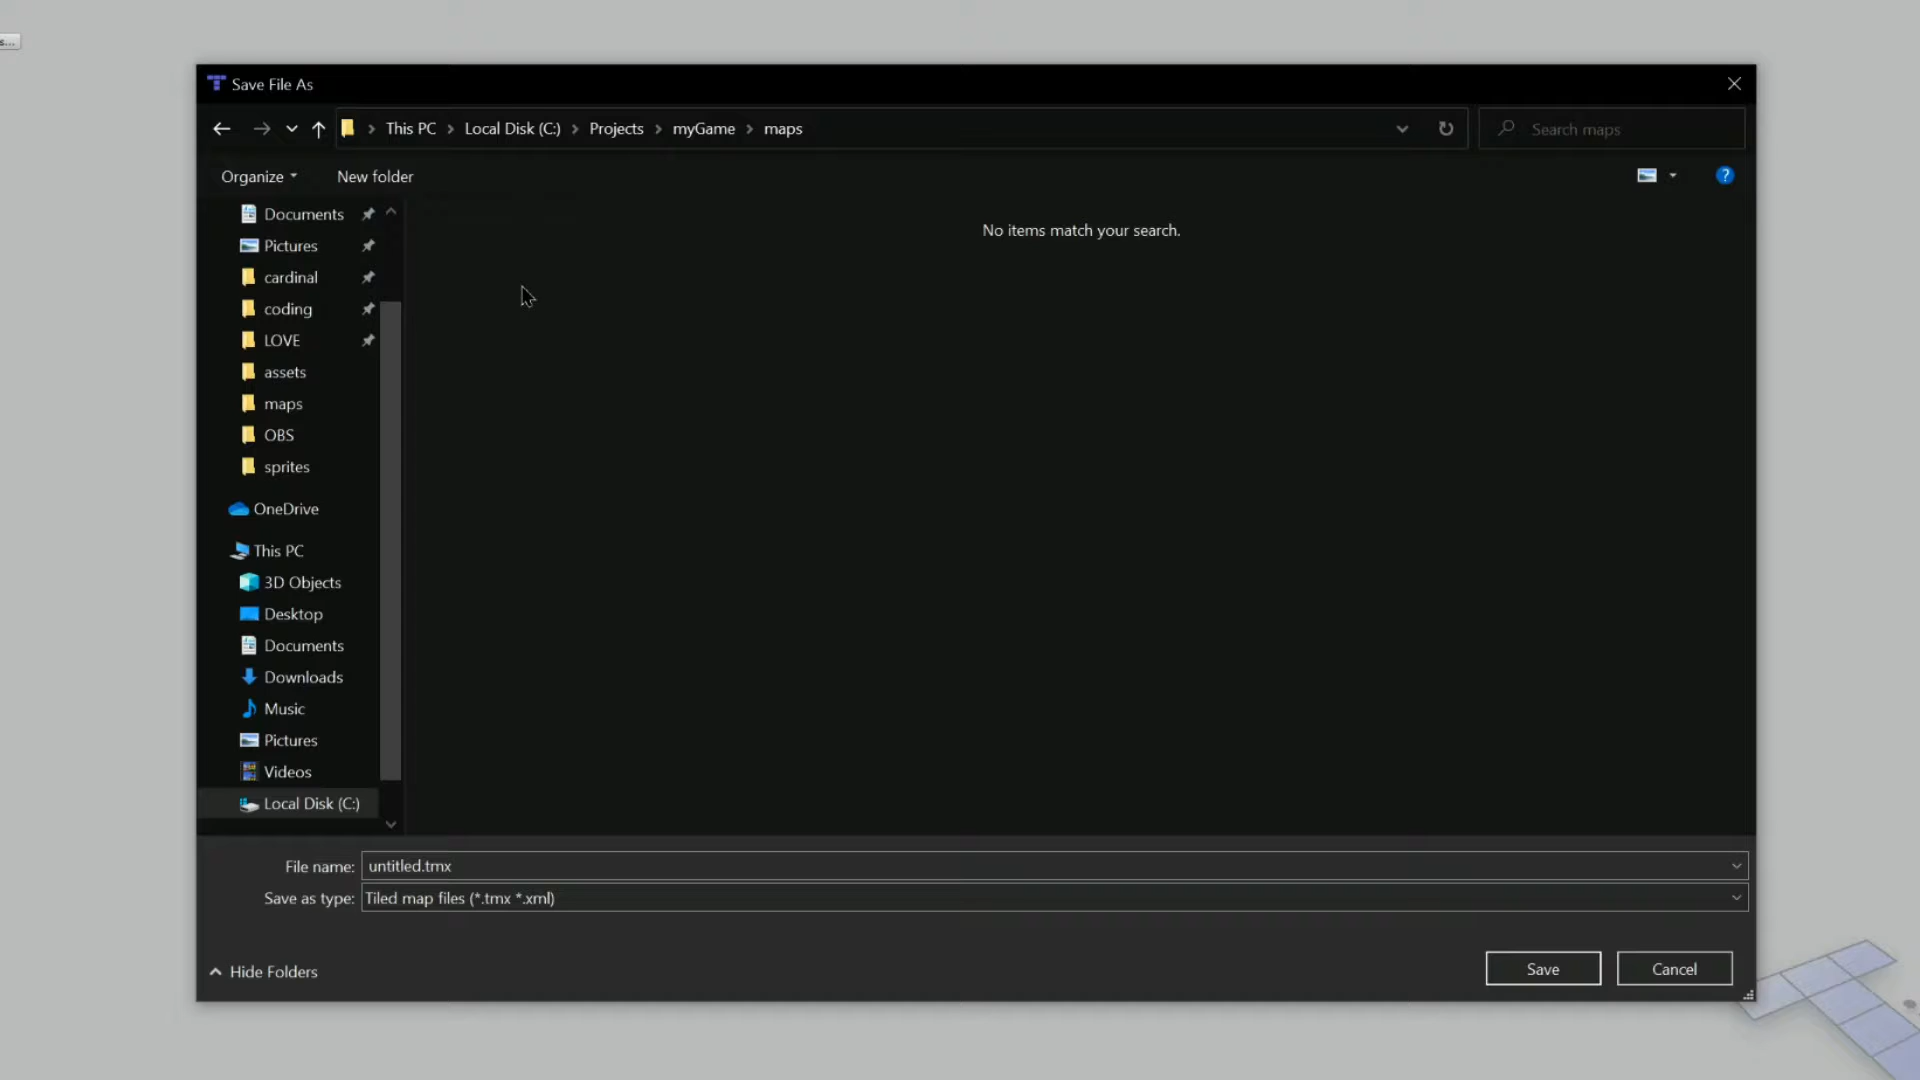 s...
Save File As
This PC > Local Disk (C:) > Projects > myGame > maps
Search maps
Organize
New folder
?
Documents
Pictures
cardinal
coding
LOVE
assets
maps
OBS
sprites
OneDrive
This PC
3D Objects
Desktop
Documents
Downloads
Music
Pictures
Videos
Local Disk (C:)
No items match your search.
File name: untitled.tmx
Save as type: Tiled map files (*.tmx *.xml)
Hide Folders
Save
Cancel